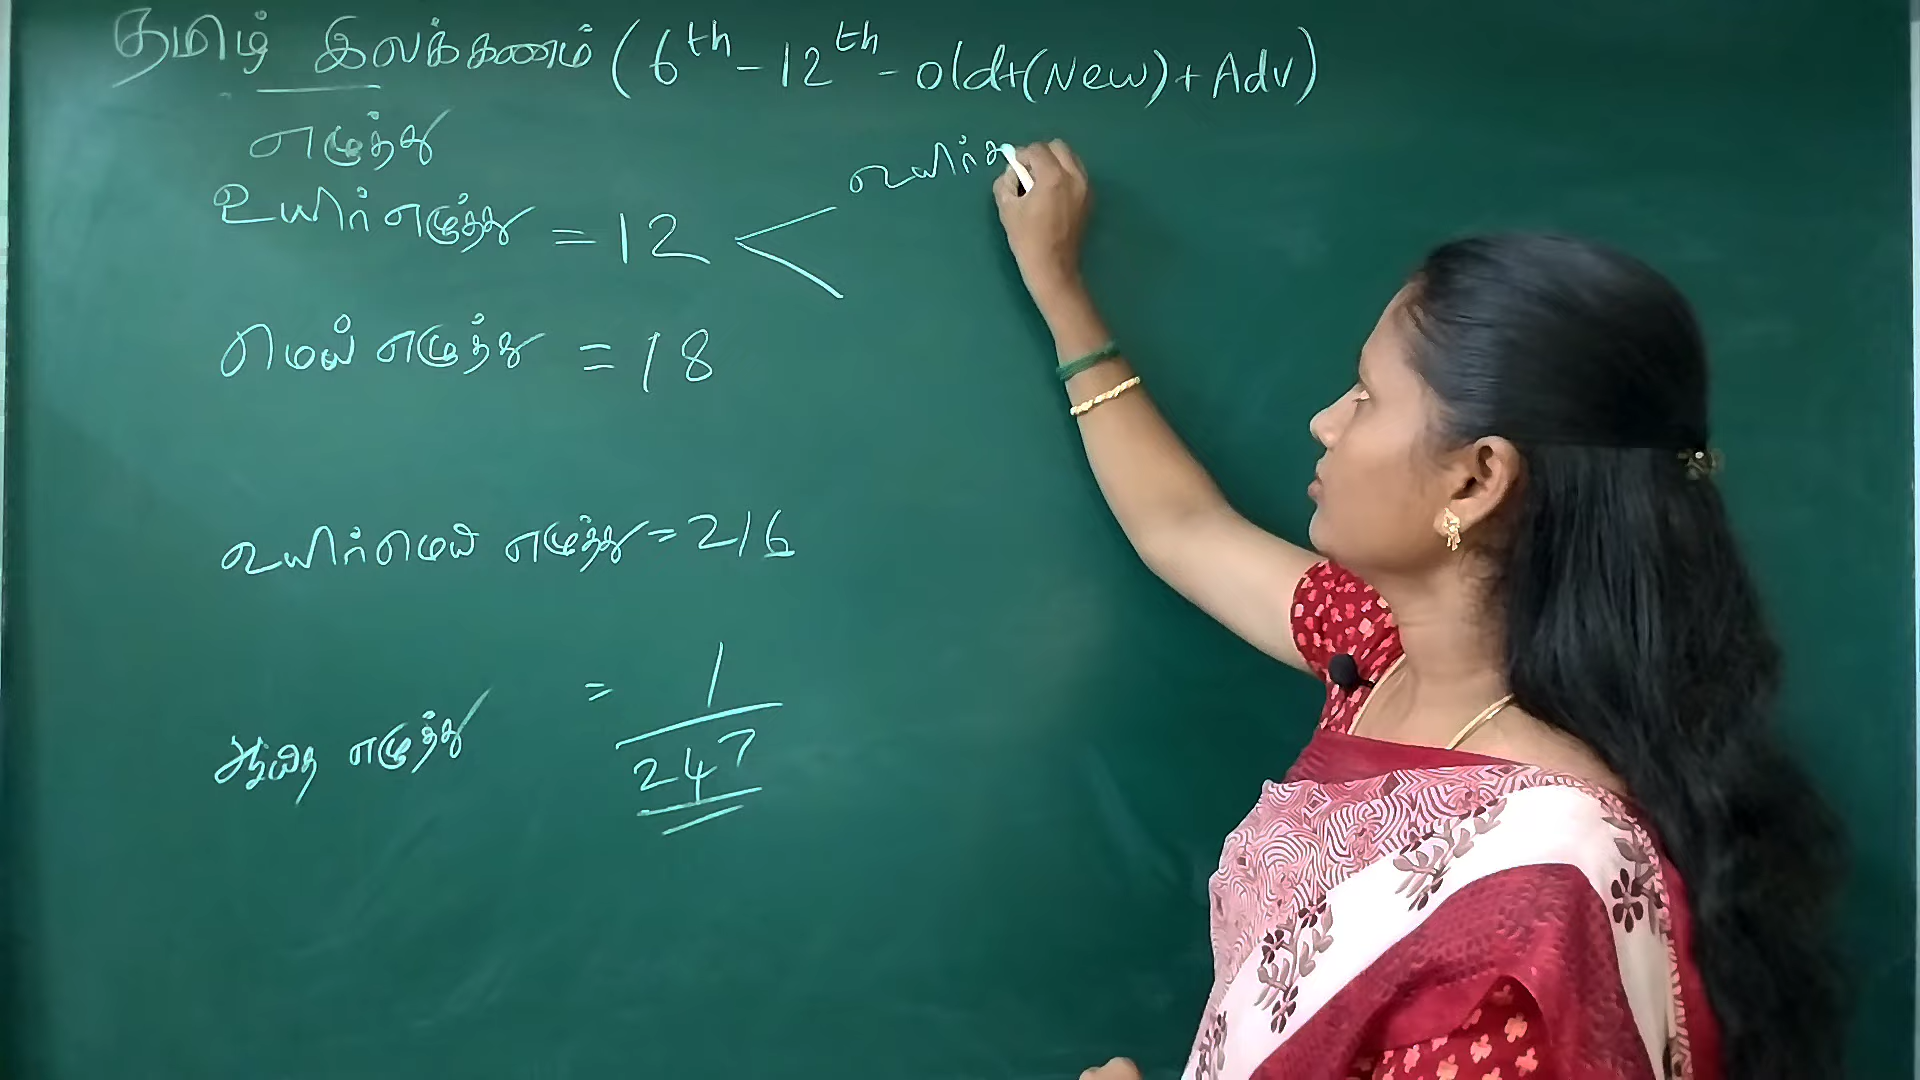 தமிழ் இலக்கணம் (6th - 12th - old+(New)+Adv)
எழுத்து
உயிர் எழுத்து = 12
உயிர்
மெய் எழுத்து = 18
உயிர்மெய் எழுத்து = 216
ஆயுத எழுத்து = 1
247